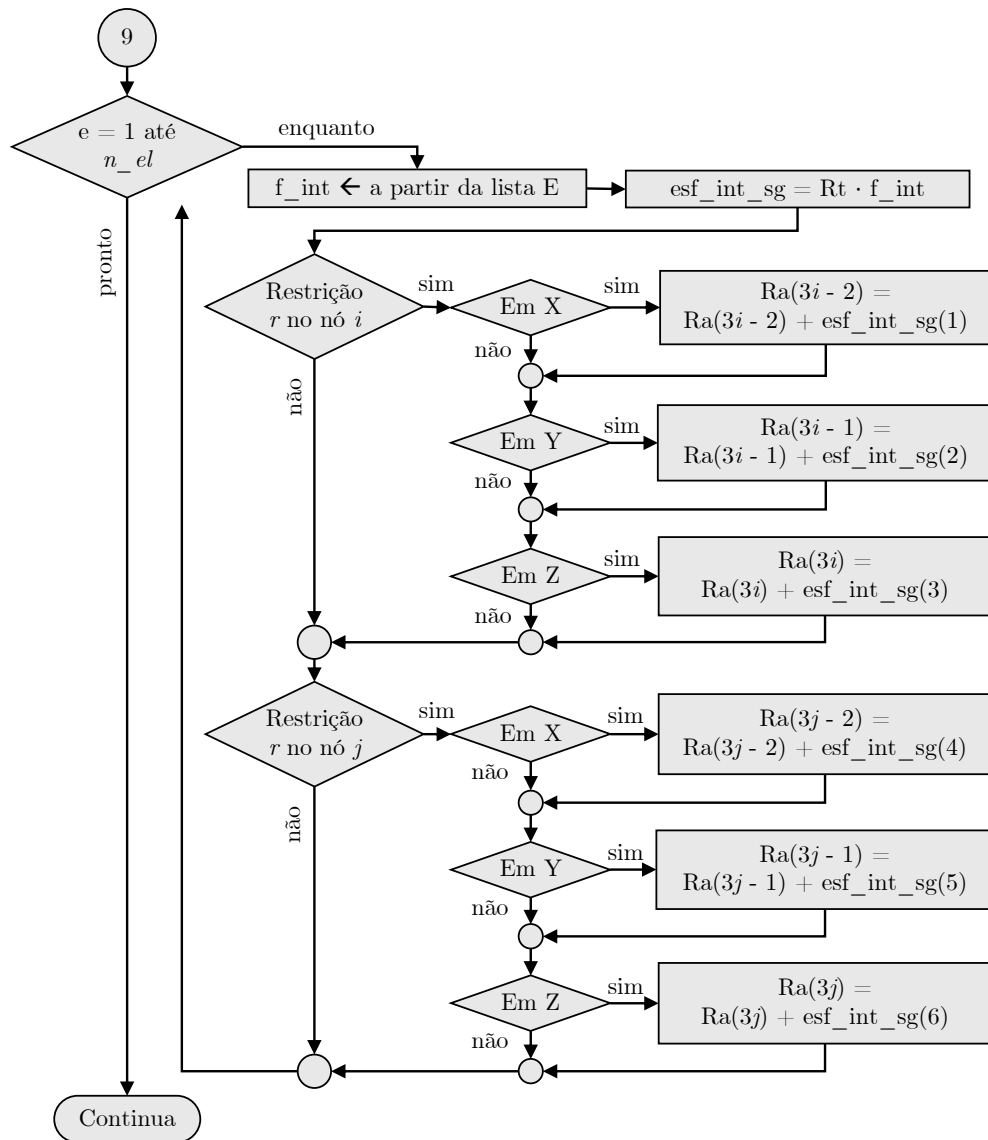 9
e = 1 até
n_el
enquanto
f_int ← a partir da lista E
esf_int_sg = Rt · f_int
pronto
Restrição
r no nó i
sim
Em X
sim
Ra(3i - 2) =
Ra(3i - 2) + esf_int_sg(1)
não
não
Em Y
sim
Ra(3i - 1) =
Ra(3i - 1) + esf_int_sg(2)
não
Em Z
sim
Ra(3i) =
Ra(3i) + esf_int_sg(3)
não
Restrição
r no nó j
sim
Em X
sim
Ra(3j - 2) =
Ra(3j - 2) + esf_int_sg(4)
não
não
Em Y
sim
Ra(3j - 1) =
Ra(3j - 1) + esf_int_sg(5)
não
Em Z
sim
Ra(3j) =
Ra(3j) + esf_int_sg(6)
não
Continua